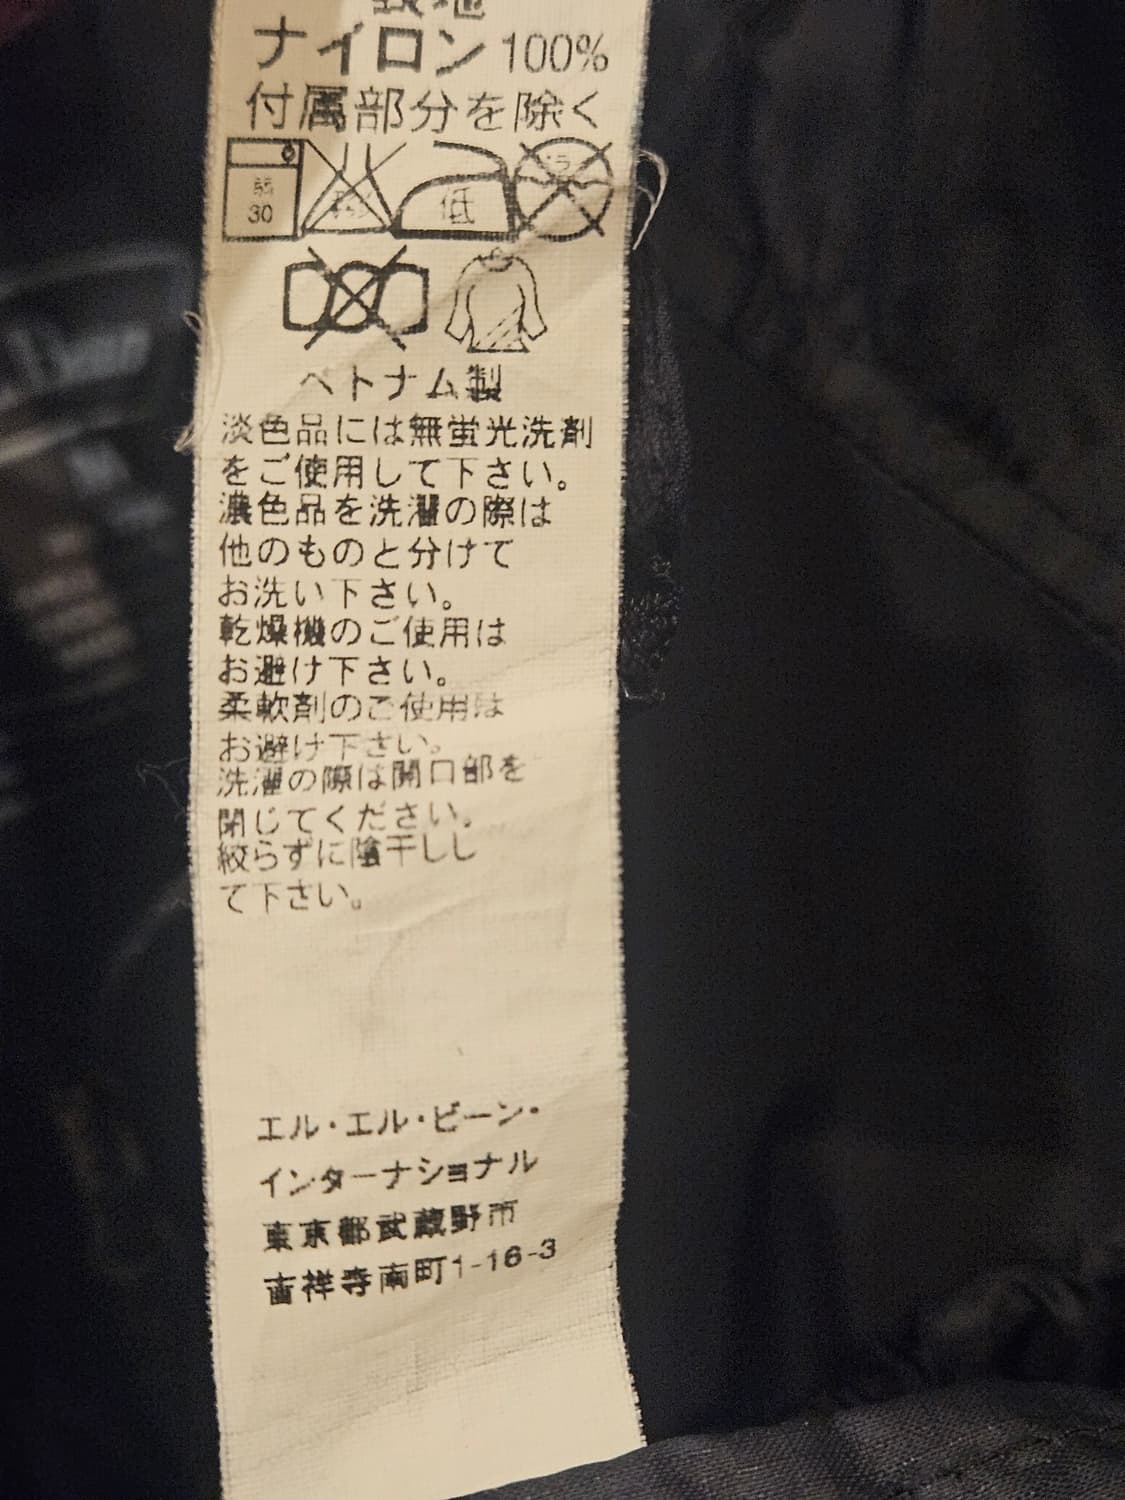 表地
ナイロン100%
付属部分を除く
弱
30
低
ベトナム製
淡色品には無蛍光洗剤
をご使用して下さい。
濃色品を洗濯の際は
他のものと分けて
お洗い下さい。
乾燥機のご使用は
お避け下さい。
柔軟剤のご使用は
お避け下さい。
洗濯の際は開口部を
閉じてください。
絞らずに陰干しし
て下さい。
エル・エル・ビーン・
インターナショナル
東京都武蔵野市
吉祥寺南町1-16-3